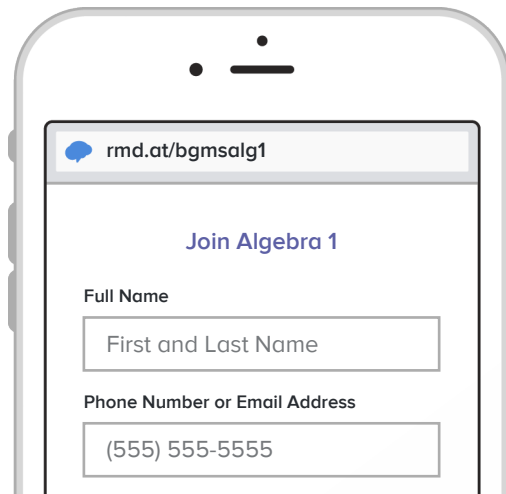 rmd.at/bgmsalg1
Join Algebra 1
Full Name
First and Last Name
Phone Number or Email Address
(555) 555-5555